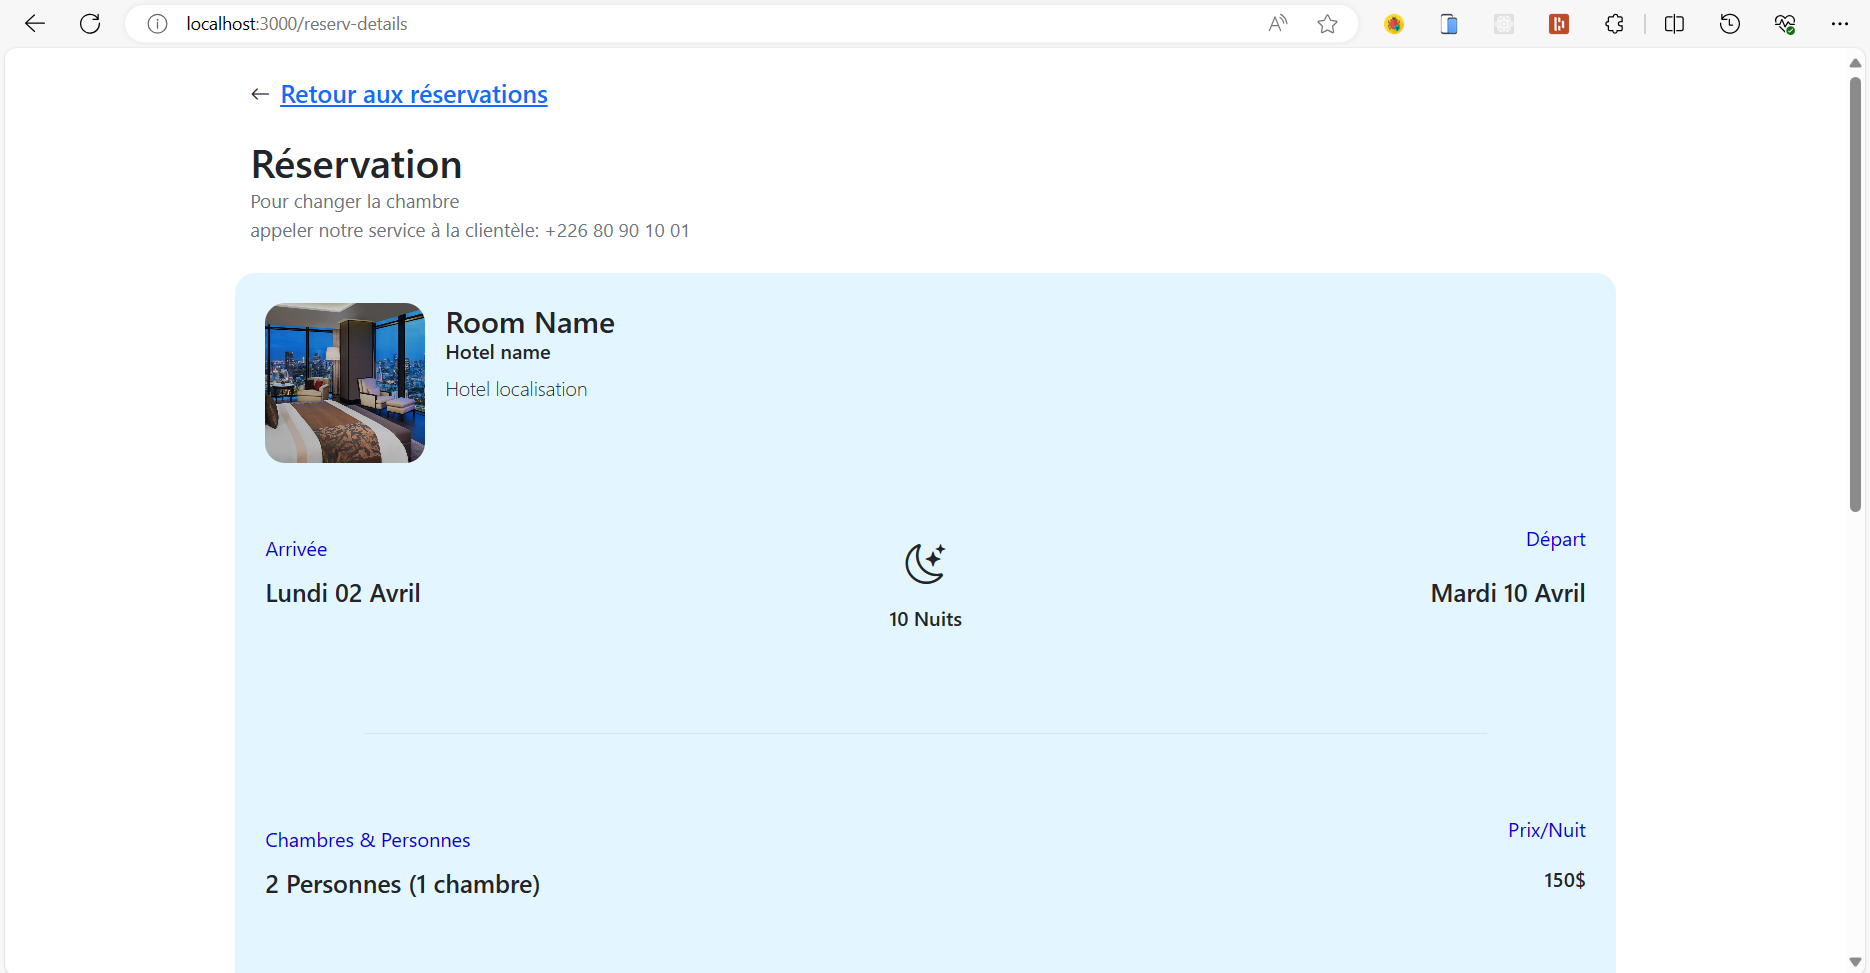 localhost:3000/reserv-details
Retour aux réservations
Réservation
Pour changer la chambre
appeler notre service à la clientèle: +226 80 90 10 01
Room Name
Hotel name
Hotel localisation
Arrivée
Départ
Lundi 02 Avril
10 Nuits
Mardi 10 Avril
Chambres & Personnes
Prix/Nuit
2 Personnes (1 chambre)
150$